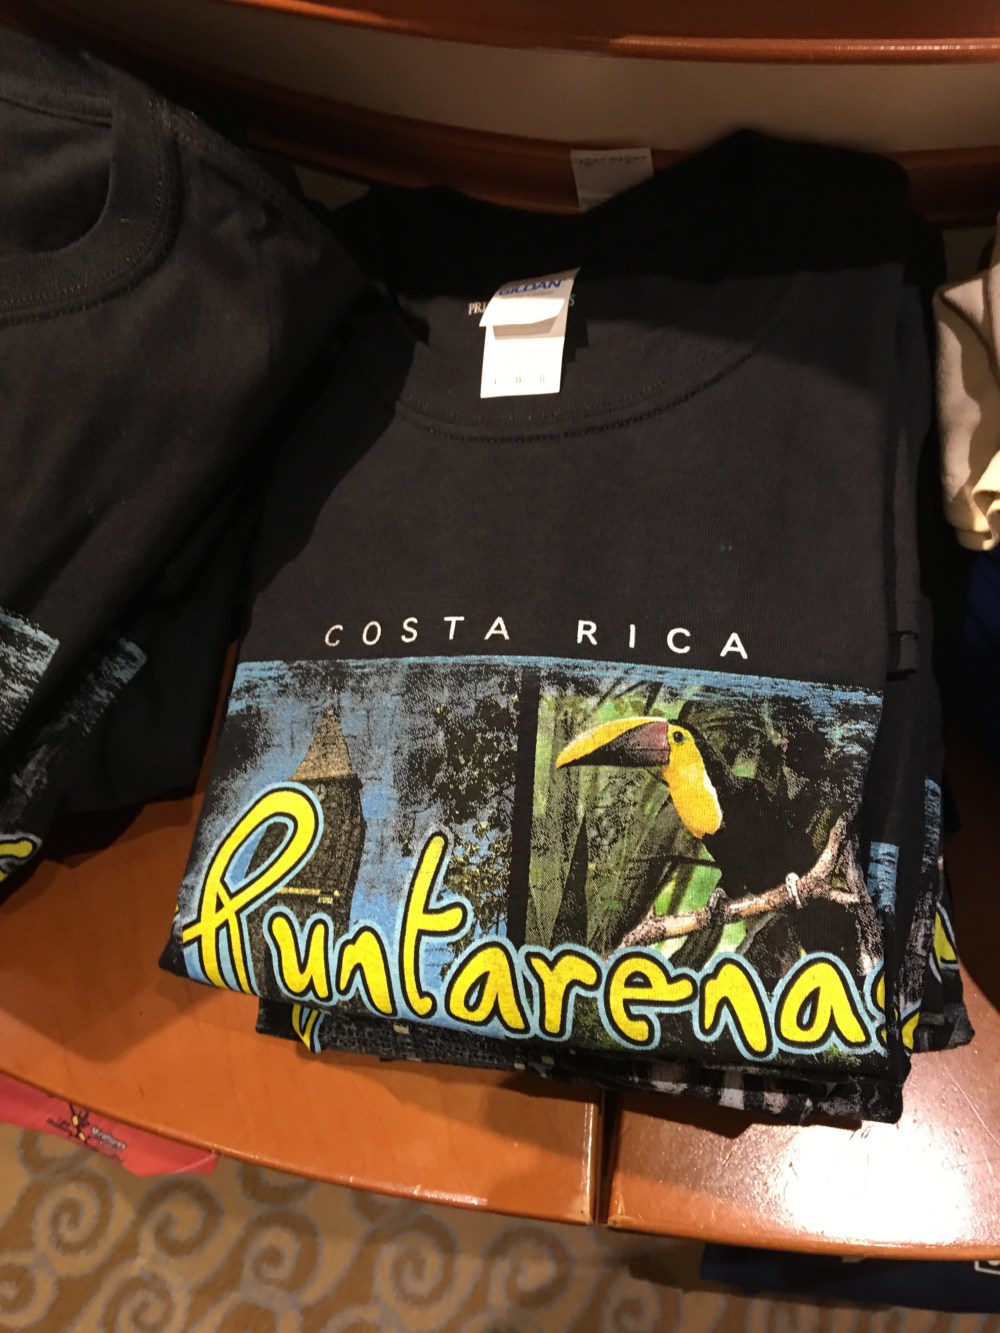 GILDAN
COSTA RICA
Puntarenas